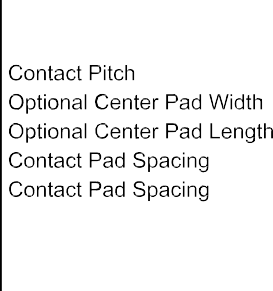 Contact Pitch
Optional Center Pad Width
Optional Center Pad Length
Contact Pad Spacing
Contact Pad Spacing